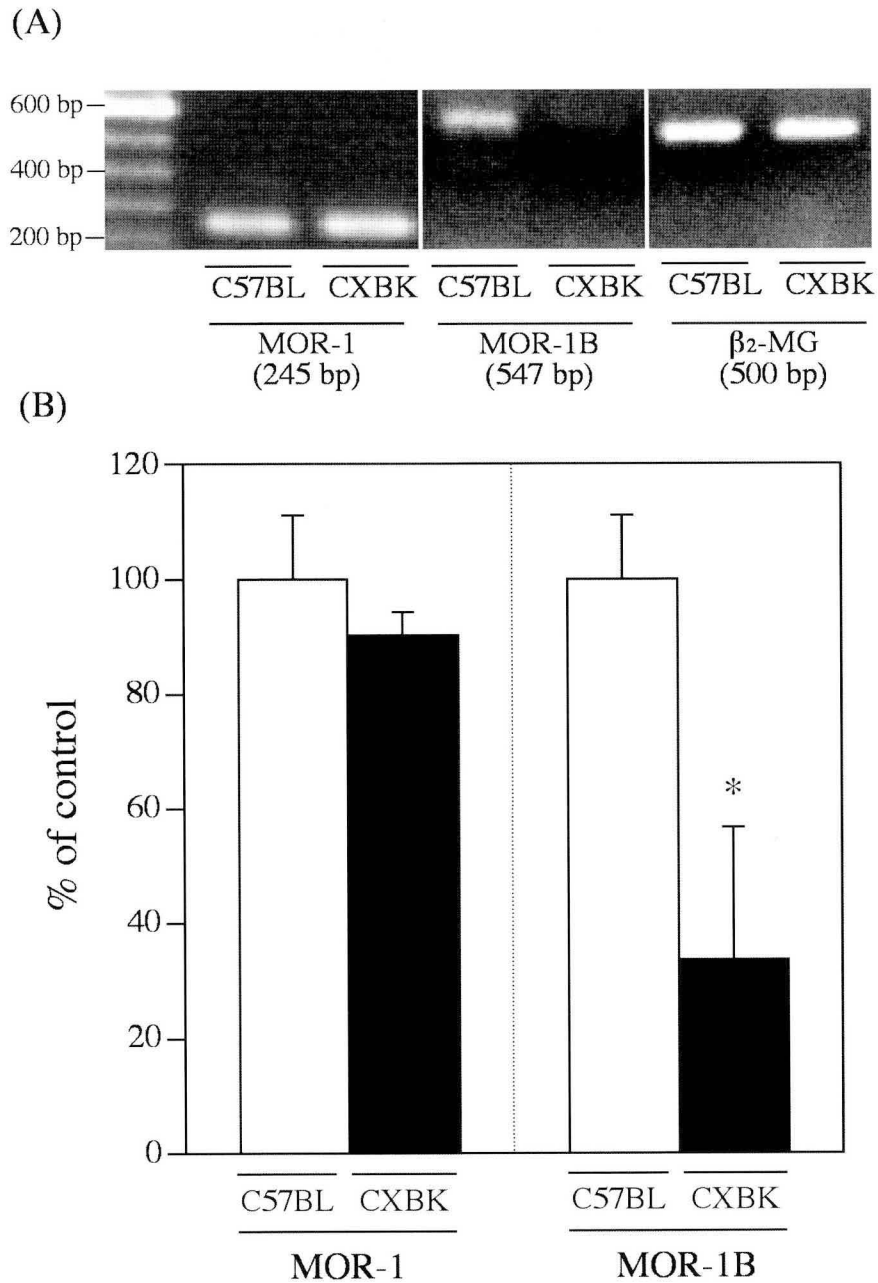 (A)
600 bp
400 bp
200 bp
C57BL CXBK C57BL CXBK C57BL CXBK
MOR-1 MOR-1B β₂-MG
(245 bp) (547 bp) (500 bp)
(B)
120
100
80
60
40
20
0
% of control
*
C57BL CXBK C57BL CXBK
MOR-1 MOR-1B